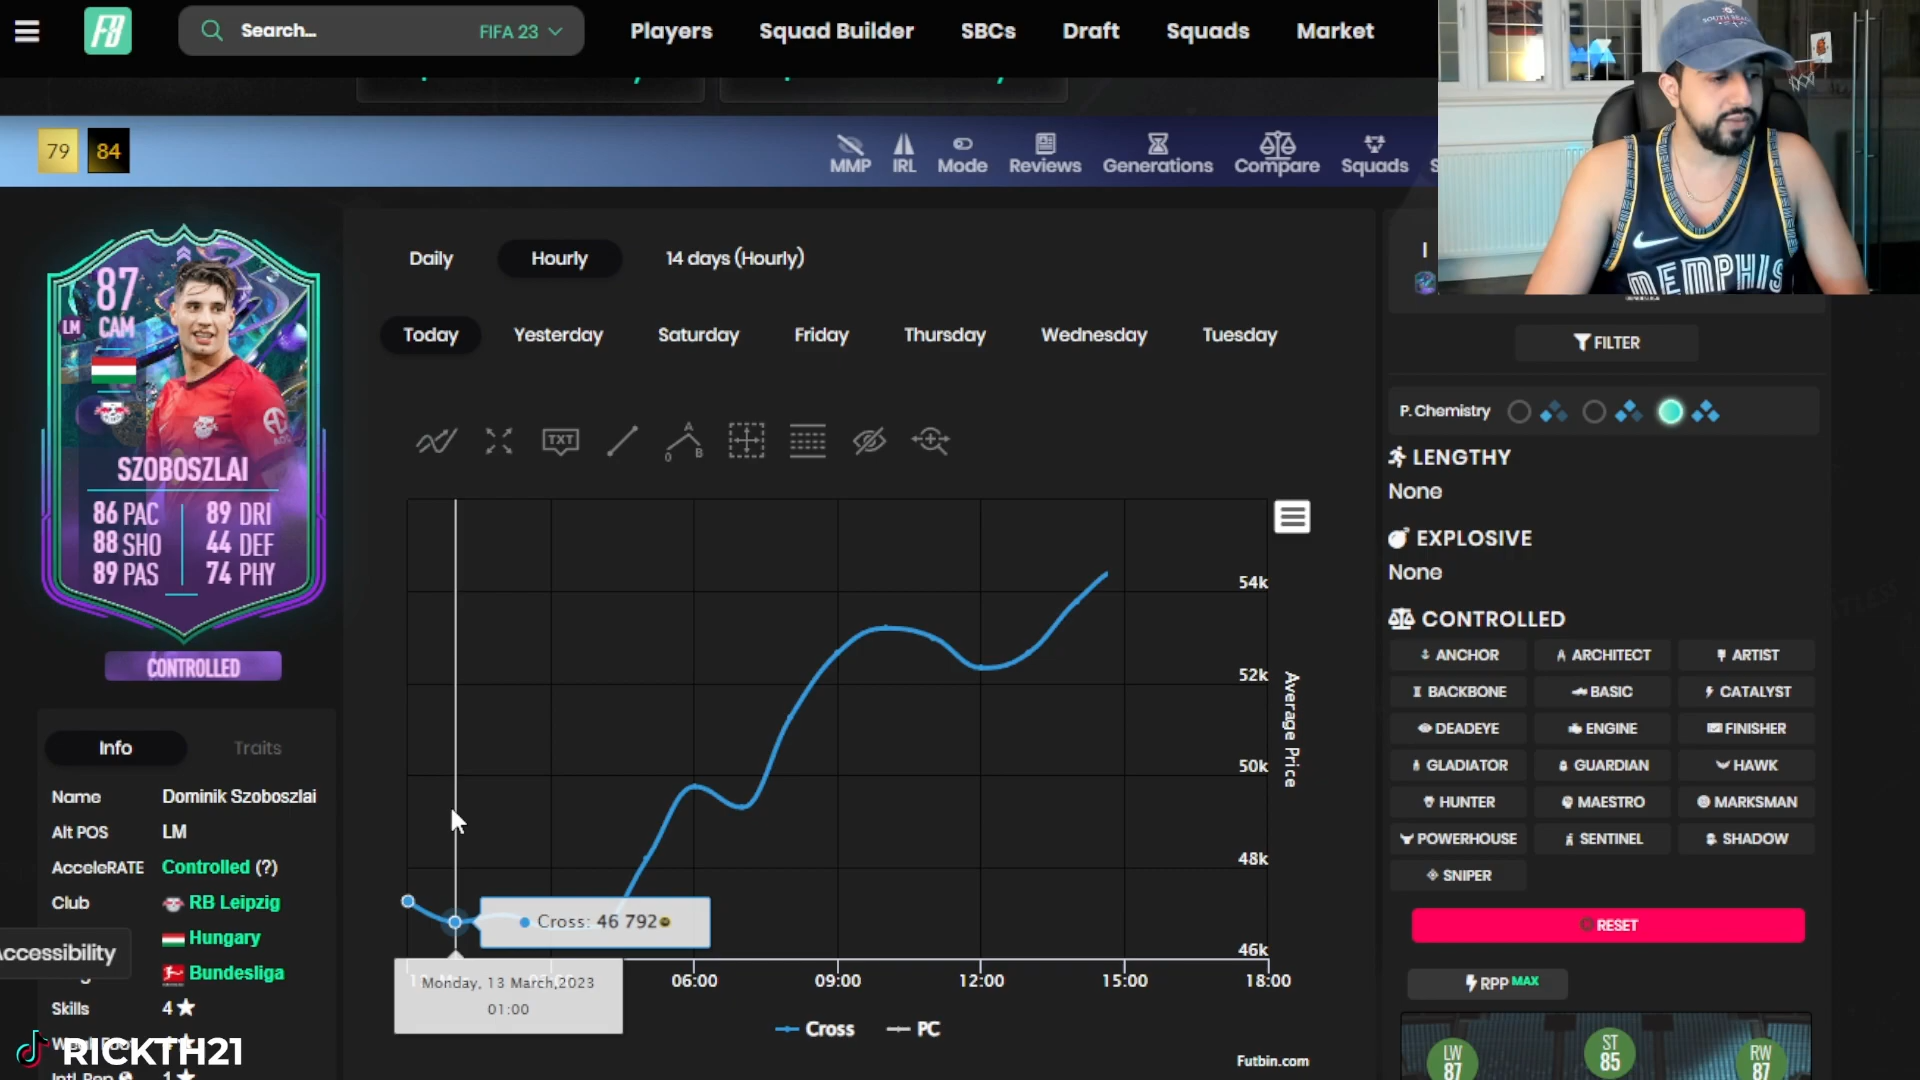 Search...
FIFA 23
Players
Squad Builder
SBCs
Draft
Squads
Market
79
84
MMP
IRL
Mode
Reviews
Generations
Compare
Squads
87
CAM
LM
SZOBOSZLAI
86 PAC
89 DRI
88 SHO
44 DEF
89 PAS
74 PHY
CONTROLLED
Info
Traits
Name
Dominik Szoboszlai
Alt POS
LM
AcceleRATE
Controlled (?)
Club
RB Leipzig
Hungary
Accessibility
Bundesliga
Skills
4
RICKTH21
1
Daily
Hourly
14 days (Hourly)
Today
Yesterday
Saturday
Friday
Thursday
Wednesday
Tuesday
TXT
A
0
B
54k
52k
50k
48k
46k
Average Price
Cross: 46 792
Monday, 13 March, 2023
01:00
06:00
09:00
12:00
15:00
18:00
Cross
PC
Futbin.com
SOUTH BEACH
MEMPHIS
FILTER
P. Chemistry
LENGTHY
None
EXPLOSIVE
None
CONTROLLED
ANCHOR
ARCHITECT
ARTIST
BACKBONE
BASIC
CATALYST
DEADEYE
ENGINE
FINISHER
GLADIATOR
GUARDIAN
HAWK
HUNTER
MAESTRO
MARKSMAN
POWERHOUSE
SENTINEL
SHADOW
SNIPER
RESET
RPP MAX
LW
87
ST
85
RW
87